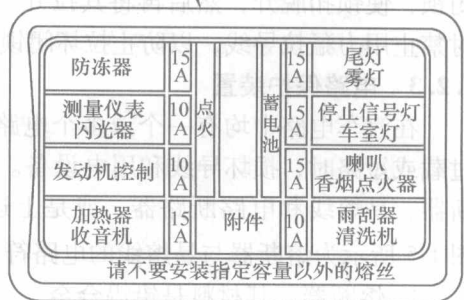 防冻器 15A 点火 蓄电池 15A 尾灯
雾灯
测量仪表 10A 15A 停止信号灯
闪光器 车室灯
发动机控制 10A 15A 喇叭
香烟点火器
加热器 15A 附件 10A 雨刮器
收音机 清洗机
请不要安装指定容量以外的熔丝